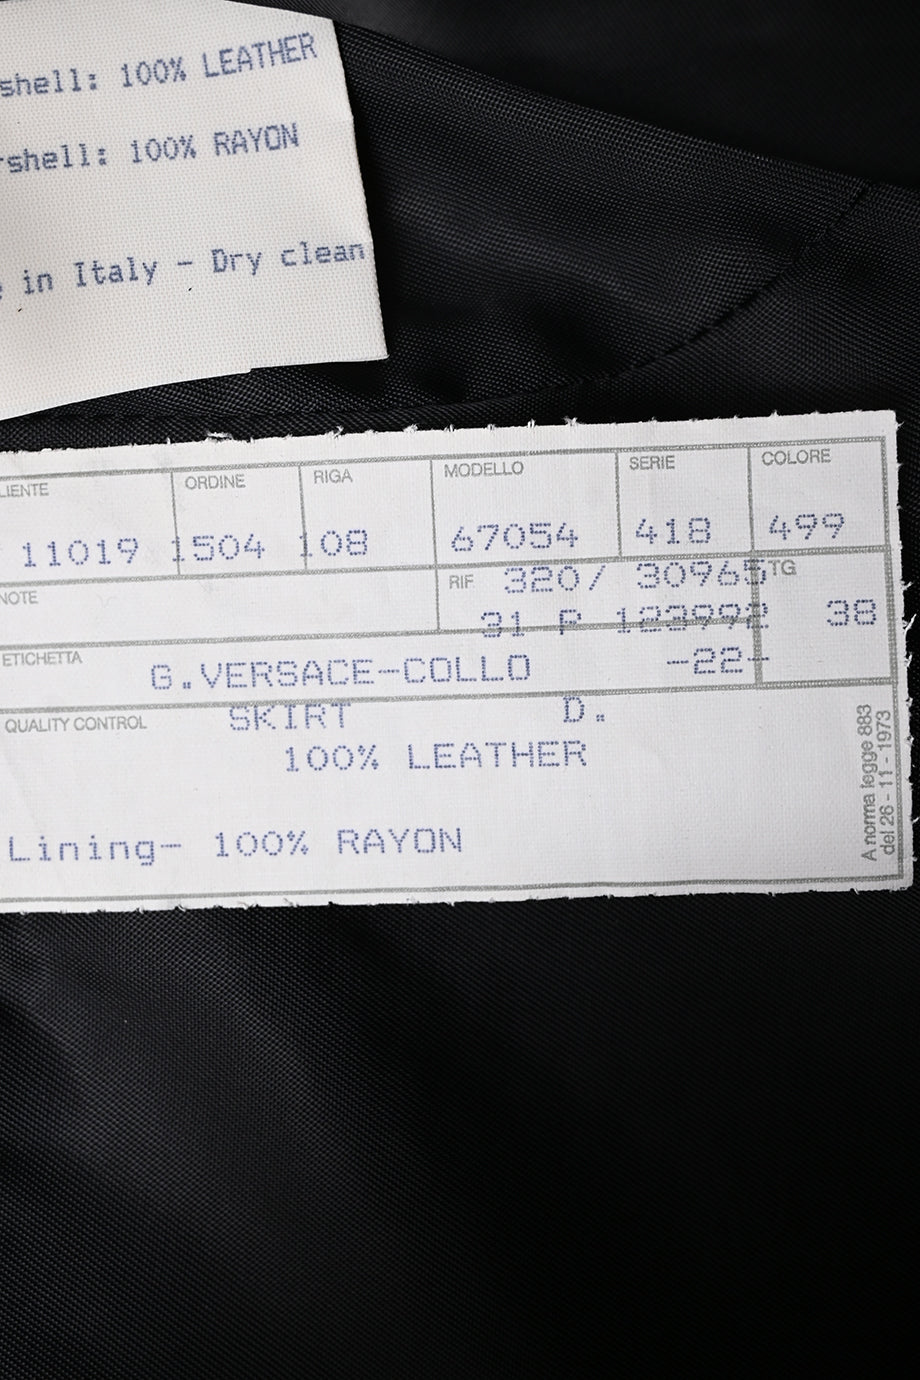 shell: 100% LEATHER
rshell: 100% RAYON
in Italy - Dry clean
LIENTE ORDINE RIGA MODELLO SERIE COLORE
11019 1504 108 67054 418 499
NOTE RIF 320/ 30965 TG
31 P 38
ETICHETTA G.VERSACE-COLLO -22-
QUALITY CONTROL SKIRT D.
100% LEATHER
Lining- 100% RAYON
A norma legge 883
del 26 - 11 - 1973